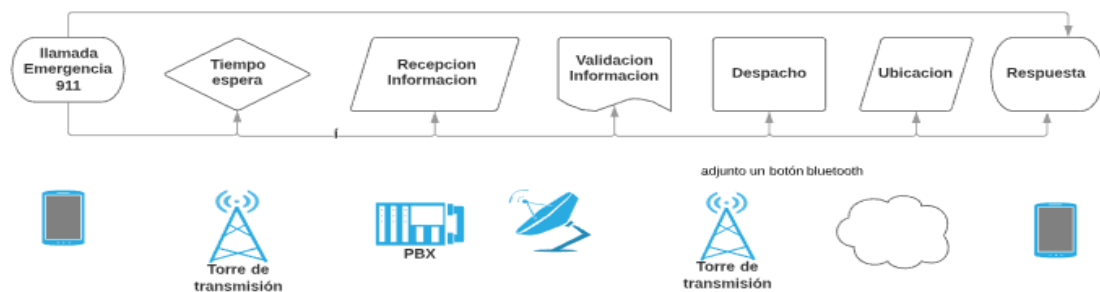 llamada
Emergencia
911
Tiempo
espera
Recepcion
Informacion
Validacion
Informacion
Despacho
Ubicacion
Respuesta
Í
adjunto un botón bluetooth
Torre de
transmisión
PBX
Torre de
transmisión